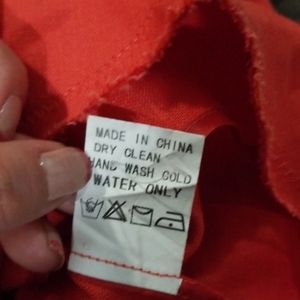 MADE IN CHINA
DRY CLEAN
HAND WASH COLD
WATER ONLY